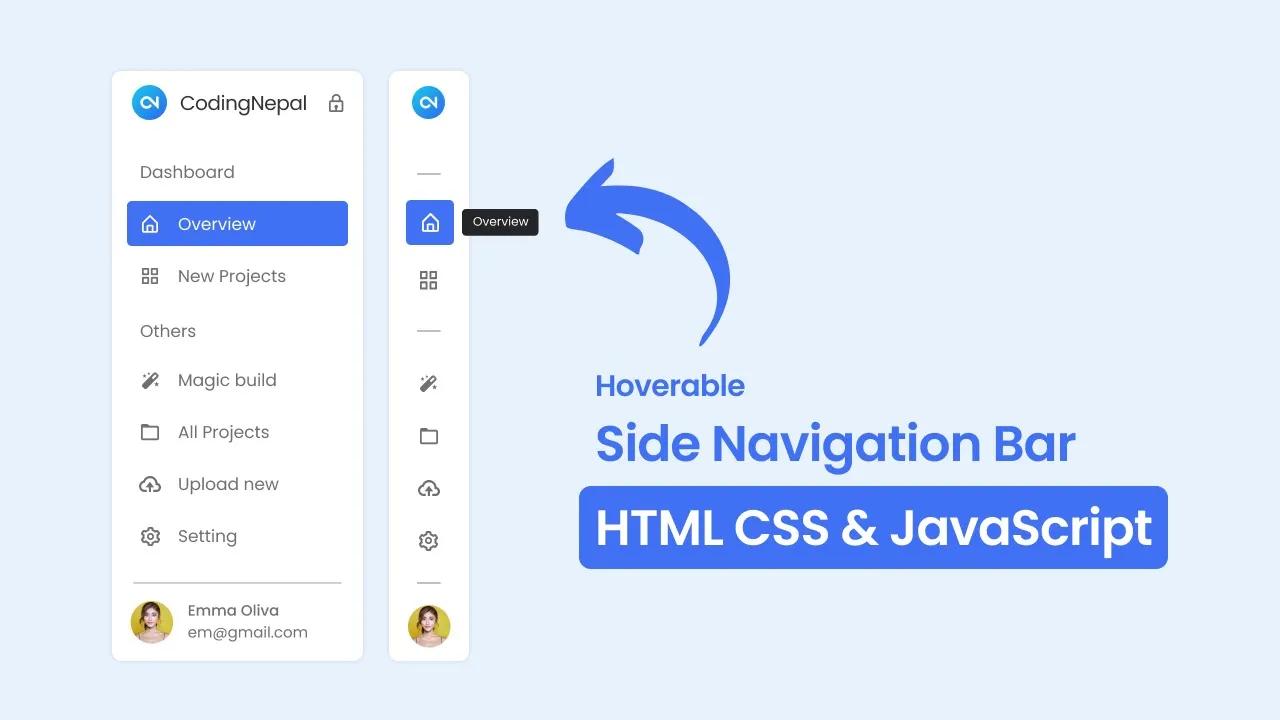 CodingNepal
Dashboard
Overview
New Projects
Others
Magic build
All Projects
Upload new
Setting
Emma Oliva
em@gmail.com
Overview
Hoverable
Side Navigation Bar
HTML CSS & JavaScript